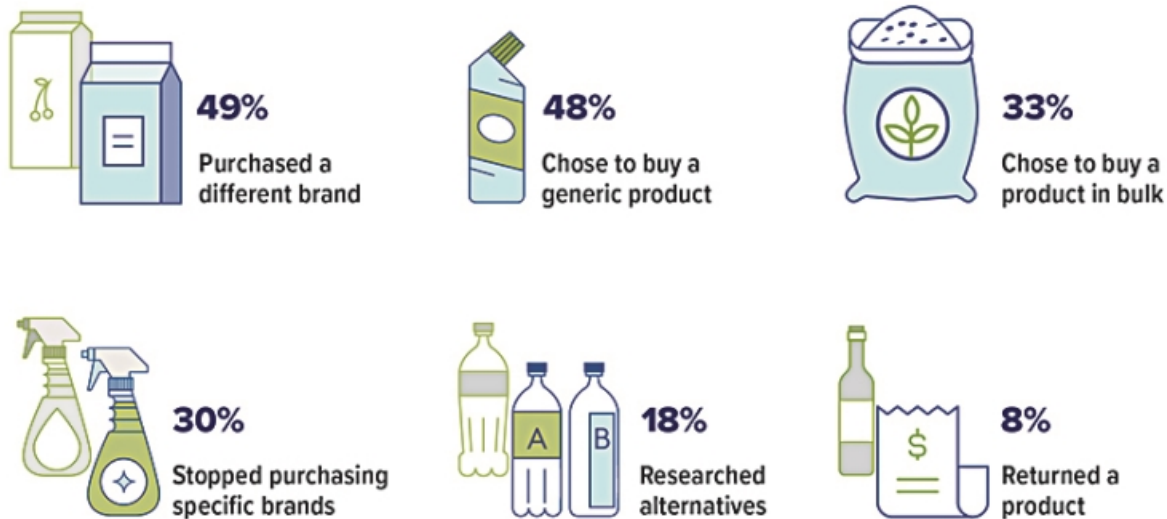 49%
Purchased a
different brand
48%
Chose to buy a
generic product
33%
Chose to buy a
product in bulk
30%
Stopped purchasing
specific brands
A
B
18%
Researched
alternatives
$
8%
Returned a
product